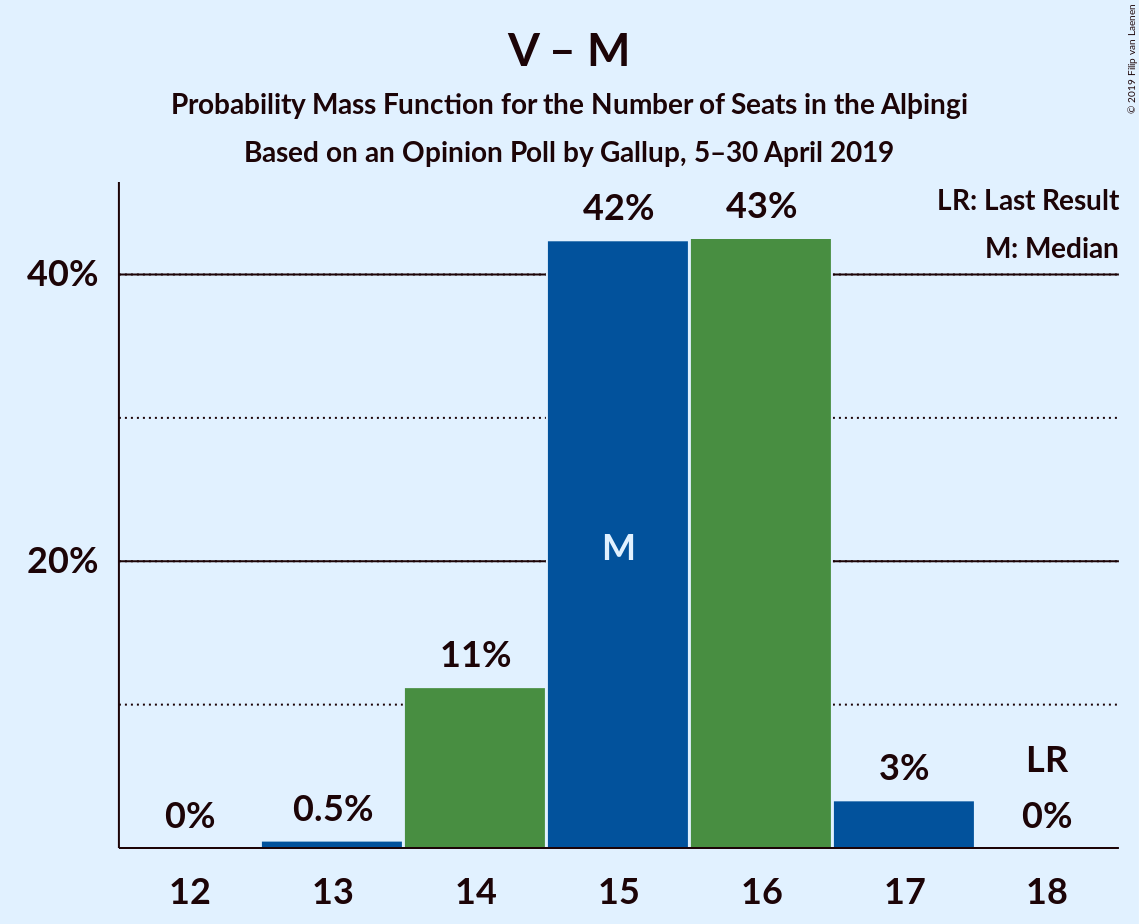 V – M
Probability Mass Function for the Number of Seats in the Alþingi
Based on an Opinion Poll by Gallup, 5–30 April 2019
© 2019 Filip van Laenen
LR: Last Result
M: Median
40%
20%
0%
0.5%
11%
42%
43%
3%
0%
M
LR
12 13 14 15 16 17 18